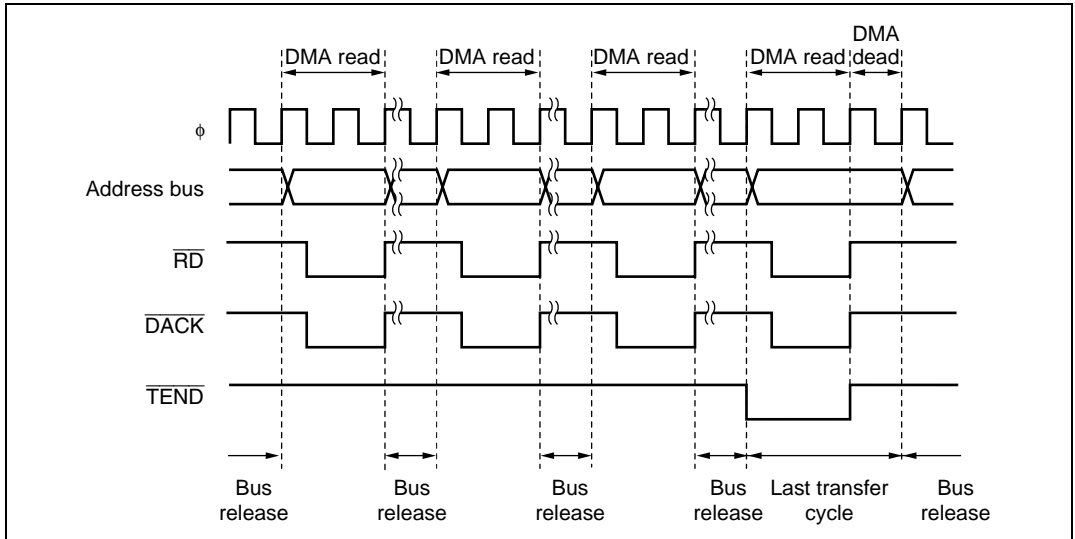 DMA read
DMA read
DMA read
DMA read
DMA
dead
φ
Address bus
RD
DACK
TEND
Bus
release
Bus
release
Bus
release
Bus
release
Last transfer
cycle
Bus
release